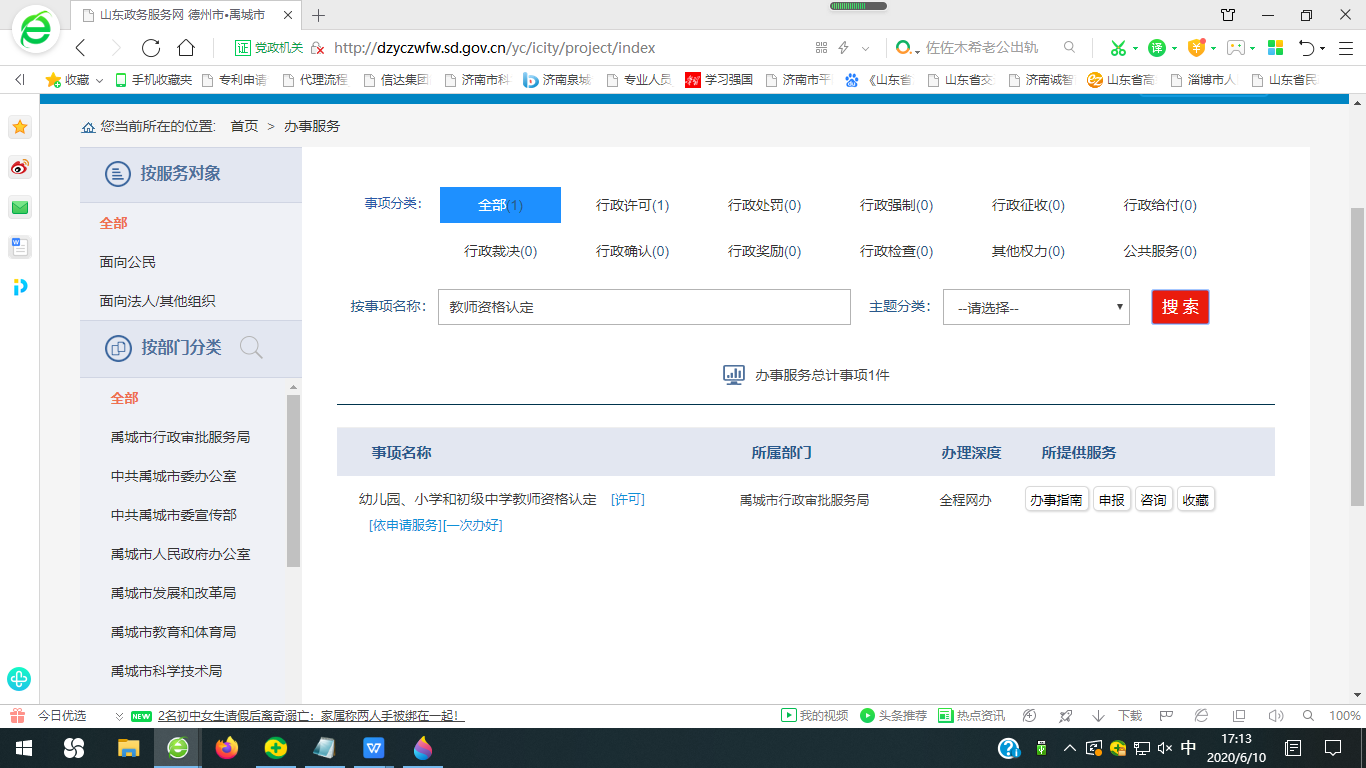 山东政务服务网 德州市•禹城市
证 党政机关 http://dzyczwfw.sd.gov.cn/yc/icity/project/index 佐佐木希老公出轨
收藏 手机收藏夹 专利申请 代理流程 信达集团 济南市科 济南泉城 专业人员 学习强国 济南市平 《山东省 山东省交 济南诚智 山东省高 淄博市人 山东省民
您当前所在的位置: 首页 > 办事服务
按服务对象
全部
面向公民
面向法人/其他组织
按部门分类
全部
禹城市行政审批服务局
中共禹城市委办公室
中共禹城市委宣传部
禹城市人民政府办公室
禹城市发展和改革局
禹城市教育和体育局
禹城市科学技术局
事项分类: 全部(1) 行政许可(1) 行政处罚(0) 行政强制(0) 行政征收(0) 行政给付(0)
行政裁决(0) 行政确认(0) 行政奖励(0) 行政检查(0) 其他权力(0) 公共服务(0)
按事项名称: 教师资格认定 主题分类: --请选择-- 搜 索
办事服务总计事项1件
事项名称 所属部门 办理深度 所提供服务
幼儿园、小学和初级中学教师资格认定 [许可] 禹城市行政审批服务局 全程网办 办事指南 申报 咨询 收藏
[依申请服务][一次办好]
今日优选 NEW 2名初中女生请假后离奇溺亡：家属称两人手被绑在一起！ 我的视频 头条推荐 热点资讯 下载 100%
中 17:13
2020/6/10